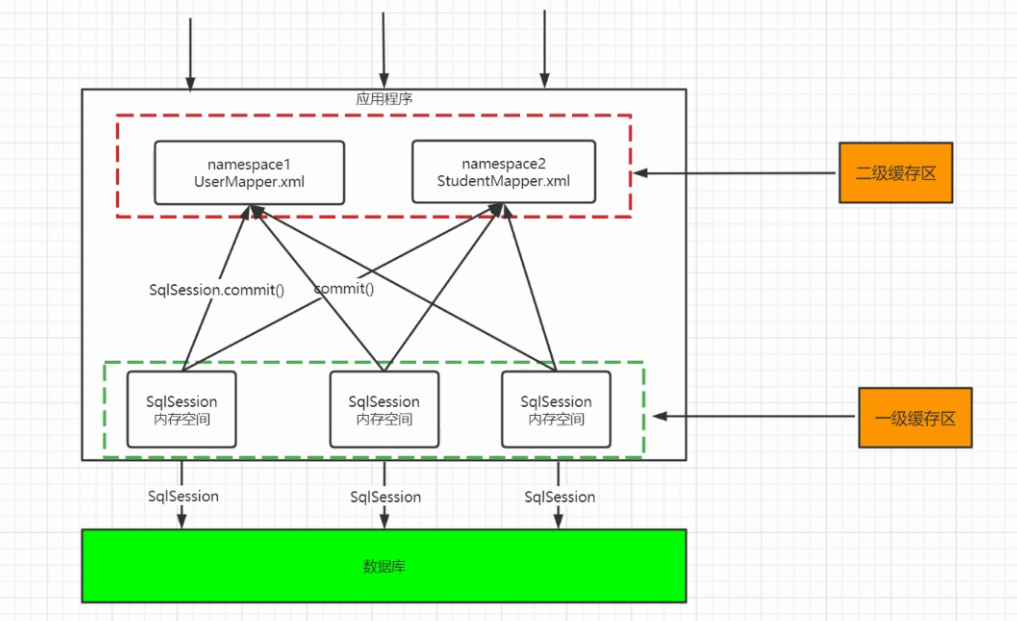 应用程序
namespace1
UserMapper.xml
namespace2
StudentMapper.xml
二级缓存区
SqlSession.commit()
commit()
SqlSession
内存空间
SqlSession
内存空间
SqlSession
内存空间
一级缓存区
SqlSession
SqlSession
SqlSession
数据库